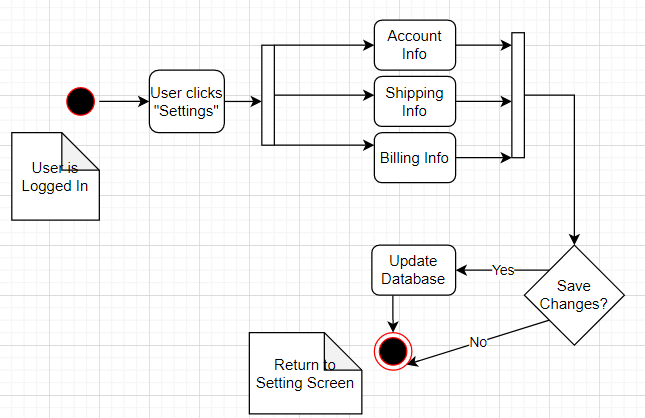 Account
Info
User clicks
"Settings"
Shipping
Info
Billing Info
User is
Logged In
Update
Database
Yes
Save
Changes?
No
Return to
Setting Screen